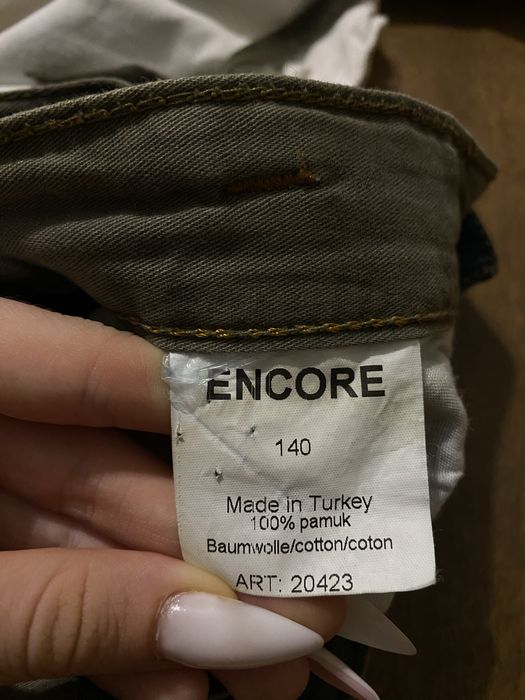 ENCORE
140
Made in Turkey
100% pamuk
Baumwolle/cotton/coton
ART: 20423